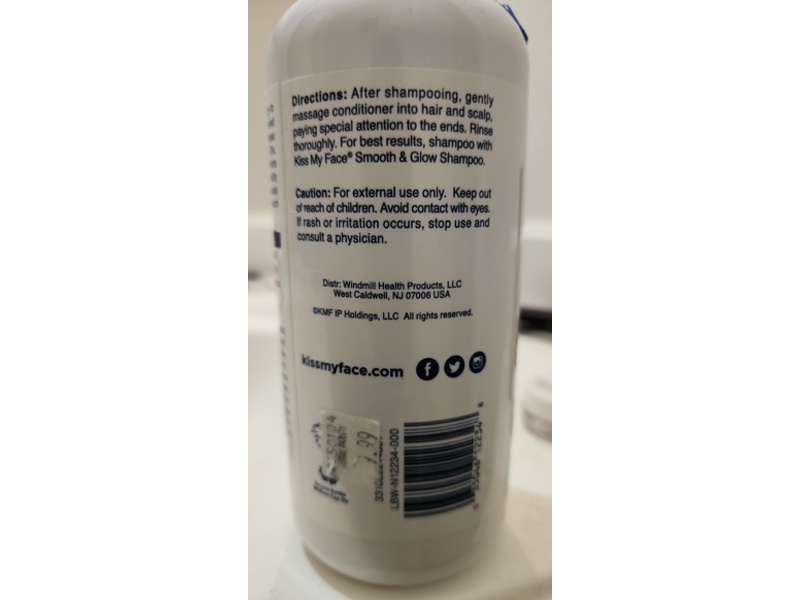 Directions: After shampooing, gently
massage conditioner into hair and scalp,
paying special attention to the ends. Rinse
thoroughly. For best results, shampoo with
Kiss My Face® Smooth & Glow Shampoo.
Caution: For external use only. Keep out
of reach of children. Avoid contact with eyes.
If rash or irritation occurs, stop use and
consult a physician.
Distr: Windmill Health Products, LLC
West Caldwell, NJ 07006 USA
©KMF IP Holdings, LLC All rights reserved.
kissmyface.com
.99
LBW-N12234-000